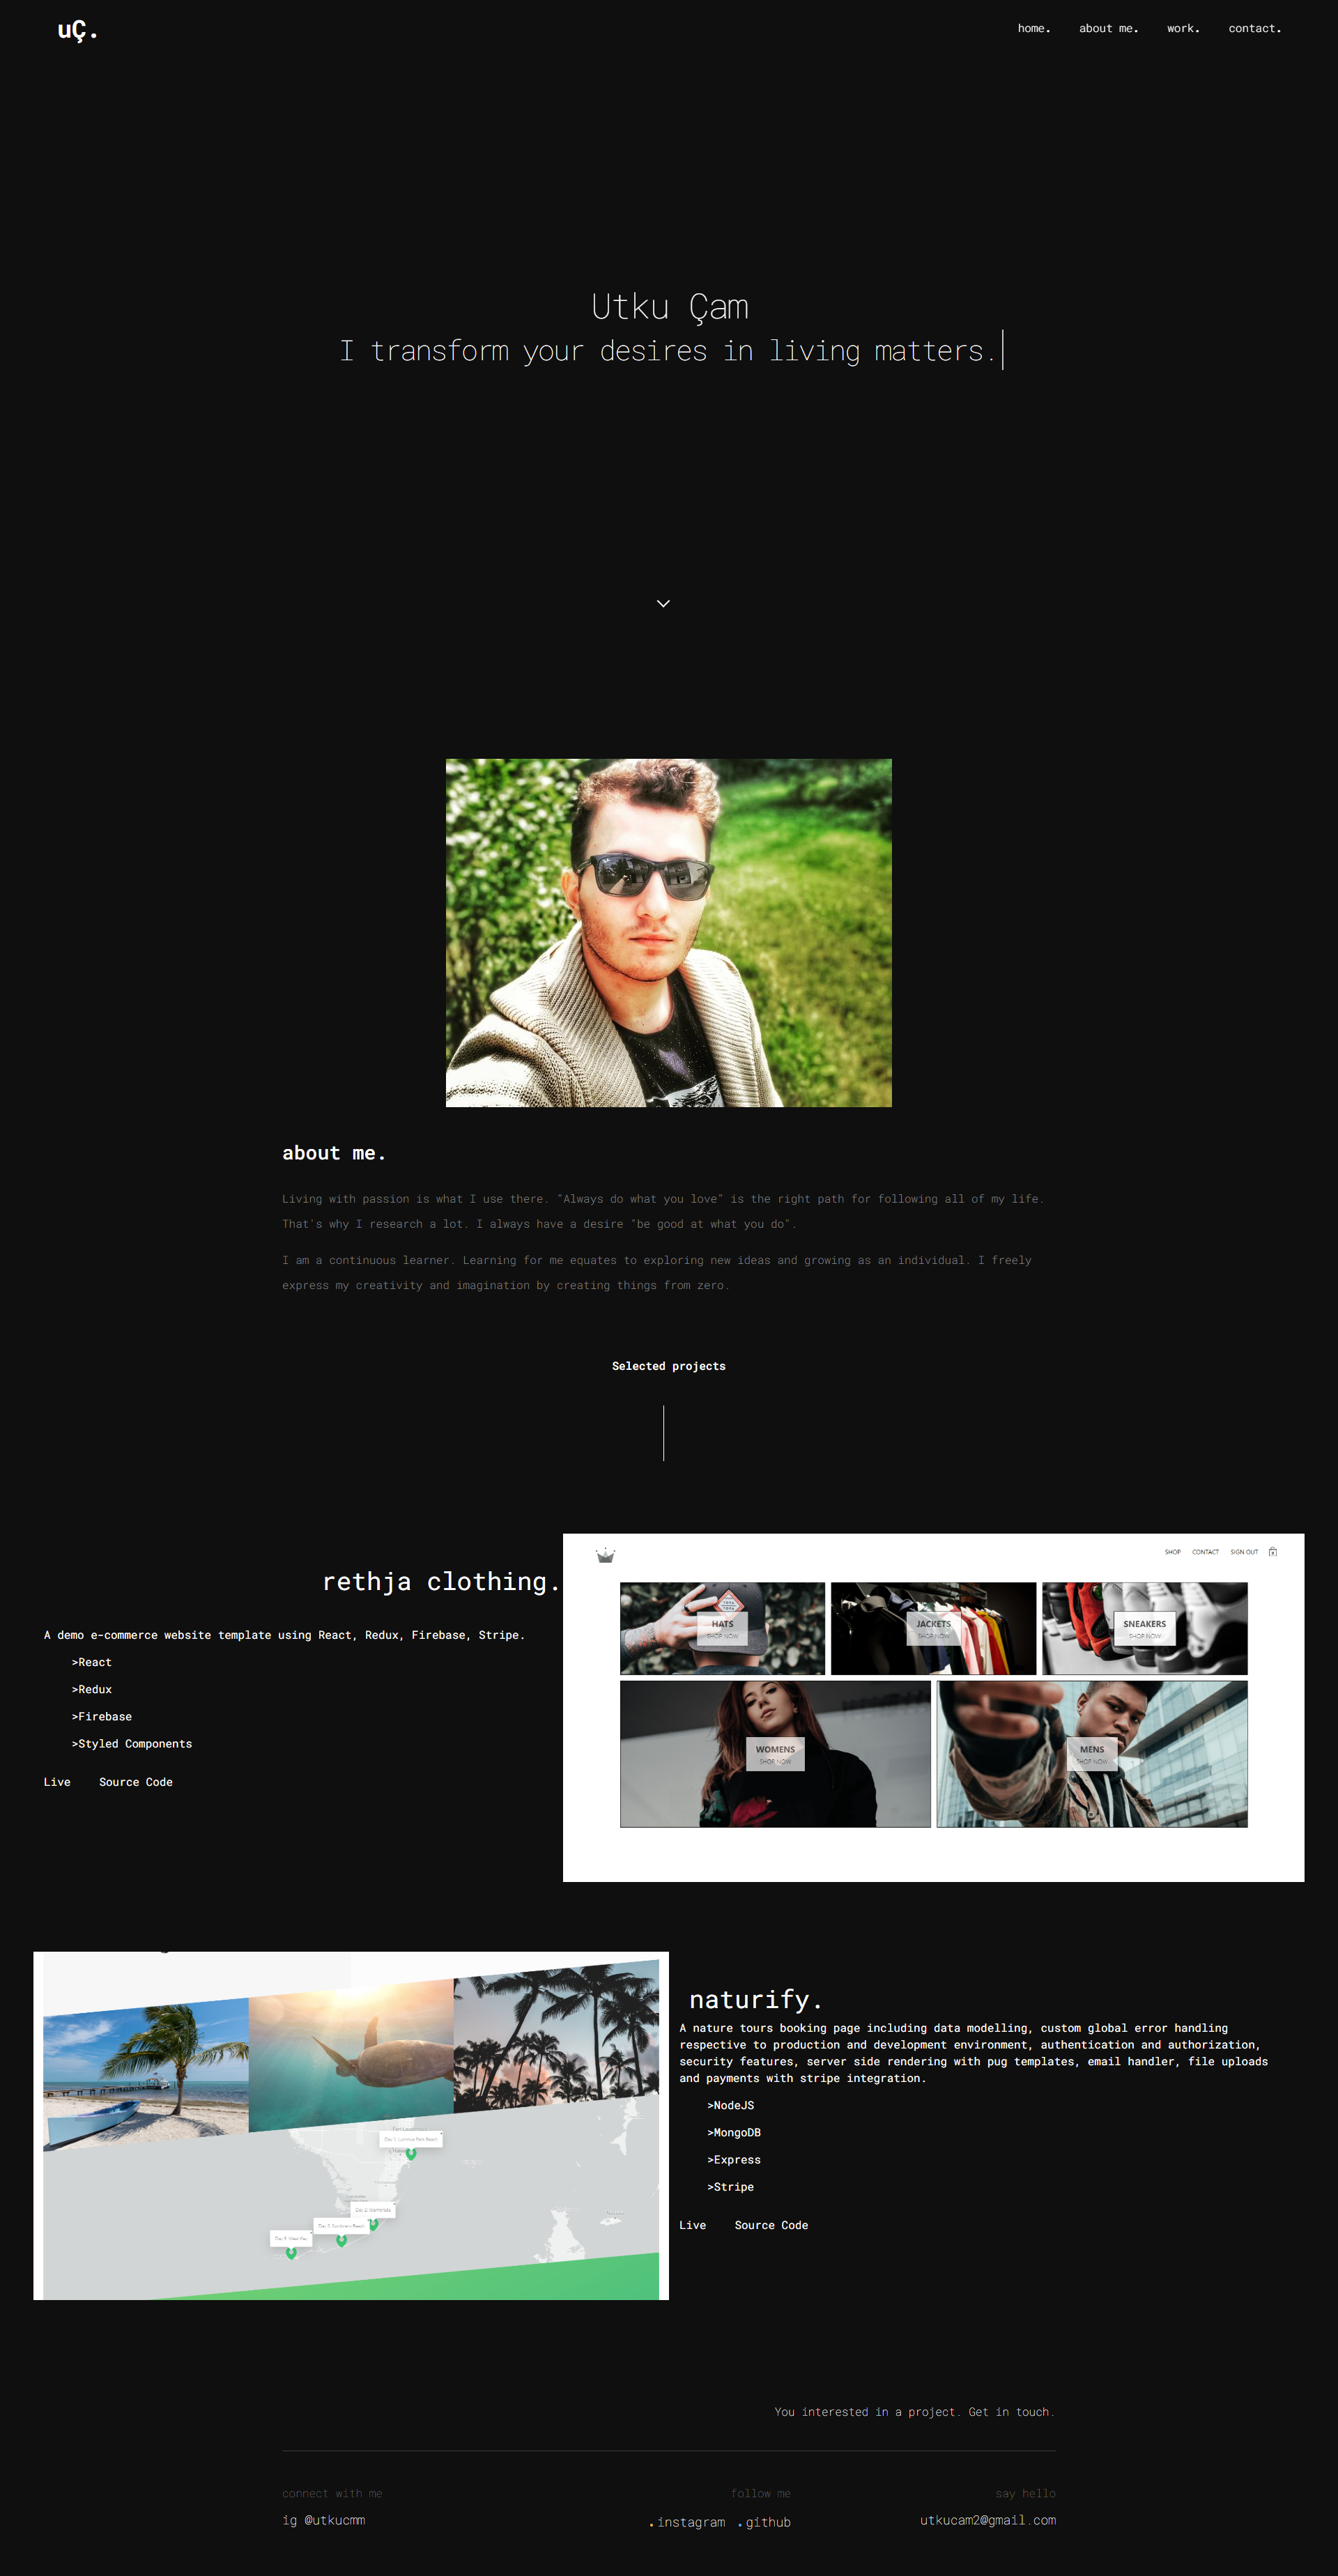 uÇ.
home. about me. work. contact.
Utku Çam
I transform your desires in living matters.
about me.
Living with passion is what I use there. "Always do what you love" is the right path for following all of my life.
That's why I research a lot. I always have a desire "be good at what you do".
I am a continuous learner. Learning for me equates to exploring new ideas and growing as an individual. I freely
express my creativity and imagination by creating things from zero.
Selected projects
rethja clothing.
A demo e-commerce website template using React, Redux, Firebase, Stripe.
>React
>Redux
>Firebase
>Styled Components
Live Source Code
SHOP CONTACT SIGN OUT
HATS
SHOP NOW
JACKETS
SHOP NOW
SNEAKERS
SHOP NOW
WOMENS
SHOP NOW
MENS
SHOP NOW
naturify.
A nature tours booking page including data modelling, custom global error handling
respective to production and development environment, authentication and authorization,
security features, server side rendering with pug templates, email handler, file uploads
and payments with stripe integration.
>NodeJS
>MongoDB
>Express
>Stripe
Live Source Code
You interested in a project. Get in touch.
connect with me
ig @utkucmm
follow me
.instagram .github
say hello
utkucam2@gmail.com